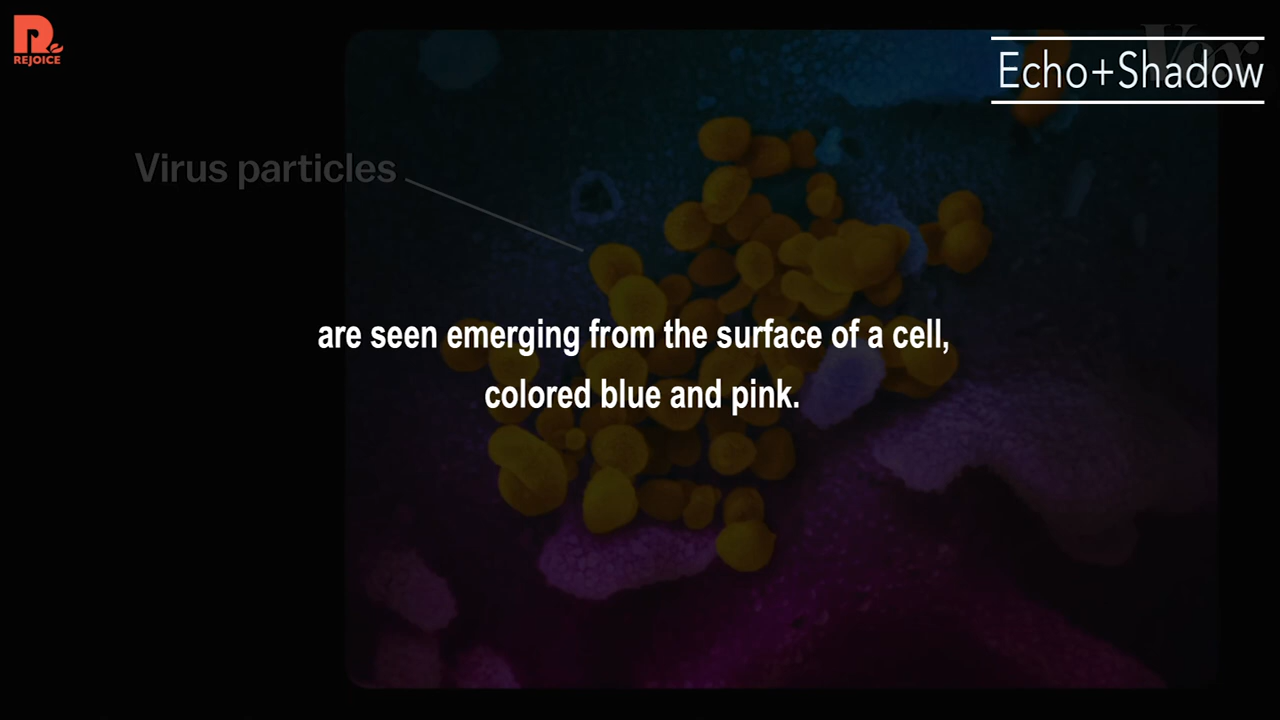 REJOICE
Vox
Echo+Shadow
Virus particles
are seen emerging from the surface of a cell,
colored blue and pink.